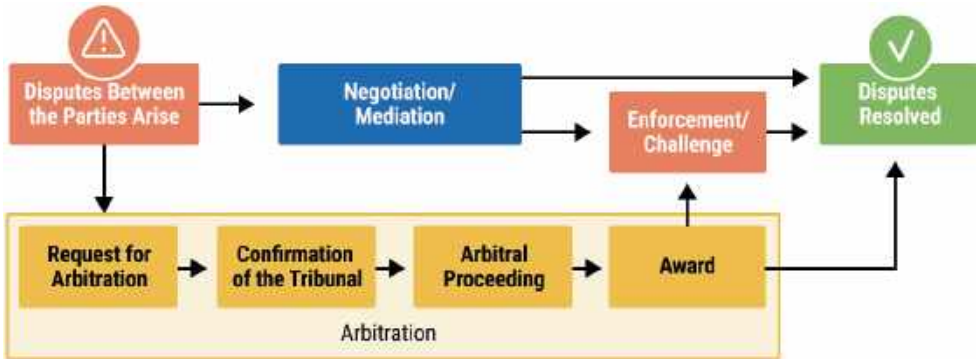 Disputes Between
the Parties Arise
Negotiation/
Mediation
Enforcement/
Challenge
Disputes
Resolved
Request for
Arbitration
Confirmation
of the Tribunal
Arbitral
Proceeding
Award
Arbitration